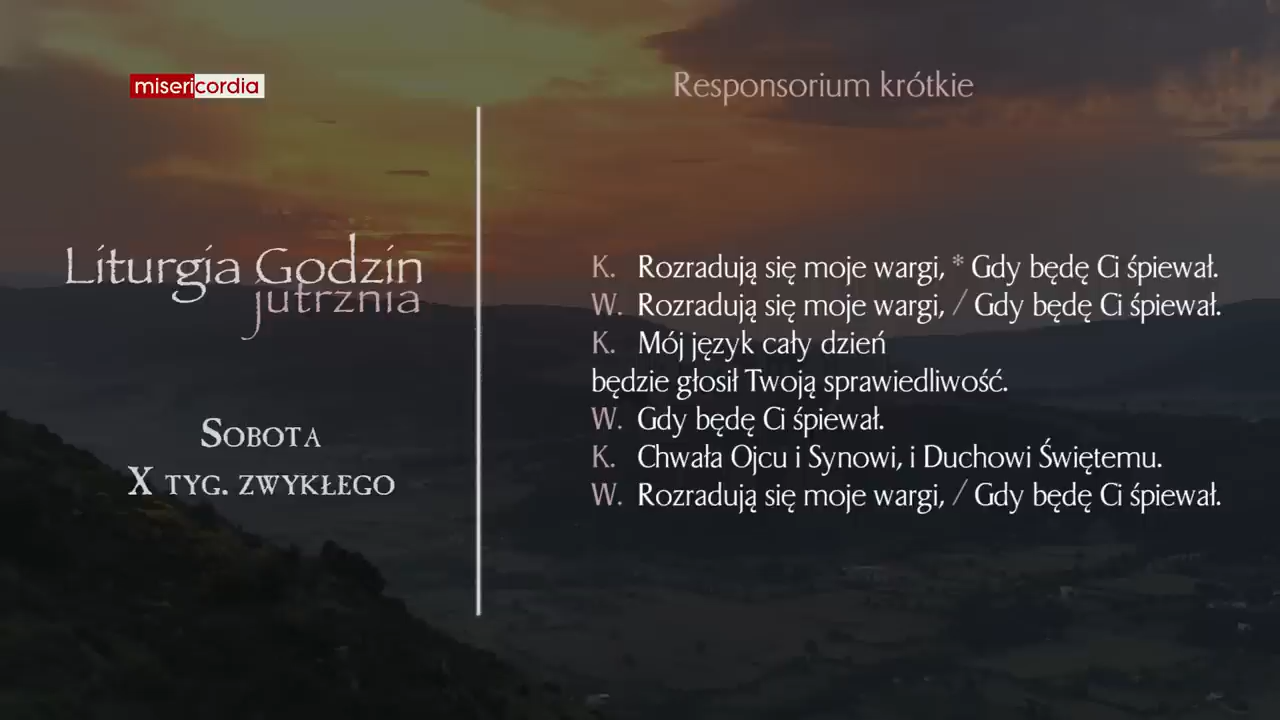 misericordia
Responsorium krótkie
Liturgia Godzin
jutrznia
Sobota
X tyg. zwykłego
K. Rozradują się moje wargi, * Gdy będę Ci śpiewał.
W. Rozradują się moje wargi, / Gdy będę Ci śpiewał.
K. Mój język cały dzień
będzie głosił Twoją sprawiedliwość.
W. Gdy będę Ci śpiewał.
K. Chwała Ojcu i Synowi, i Duchowi Świętemu.
W. Rozradują się moje wargi, / Gdy będę Ci śpiewał.